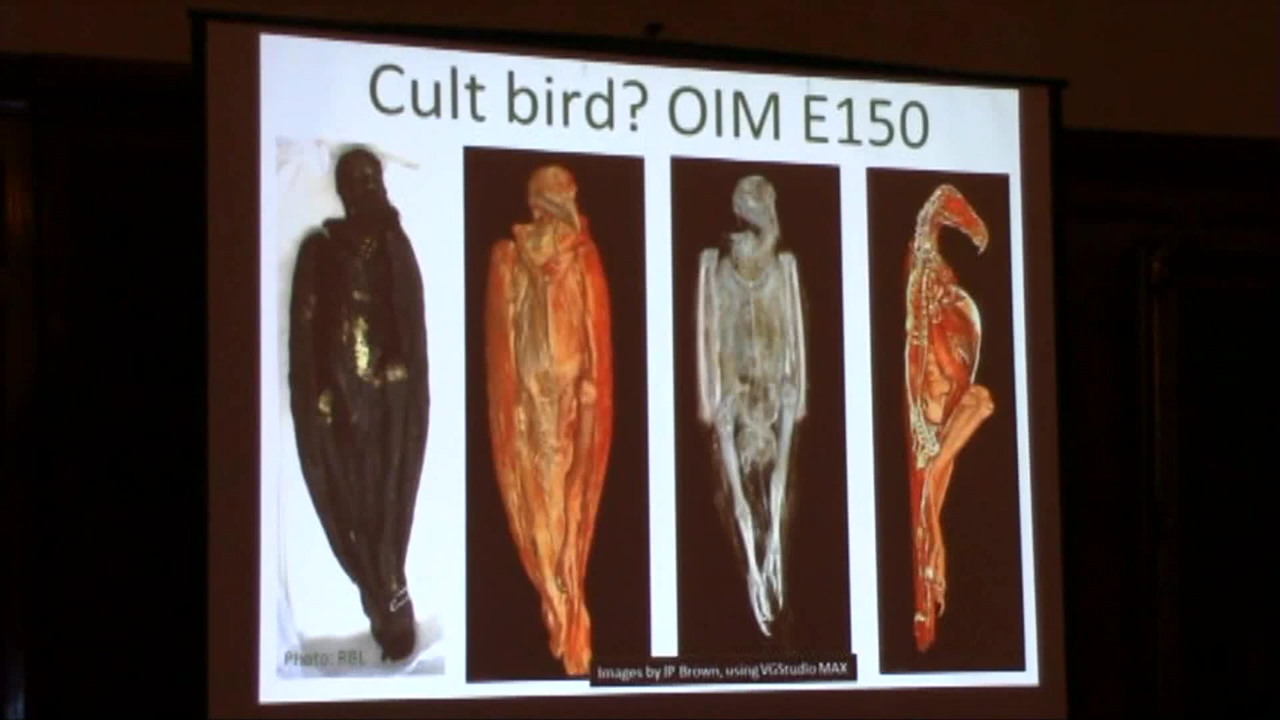 Cult bird? OIM E150
Photo: RBL
Images by JP Brown, using VGStudio MAX